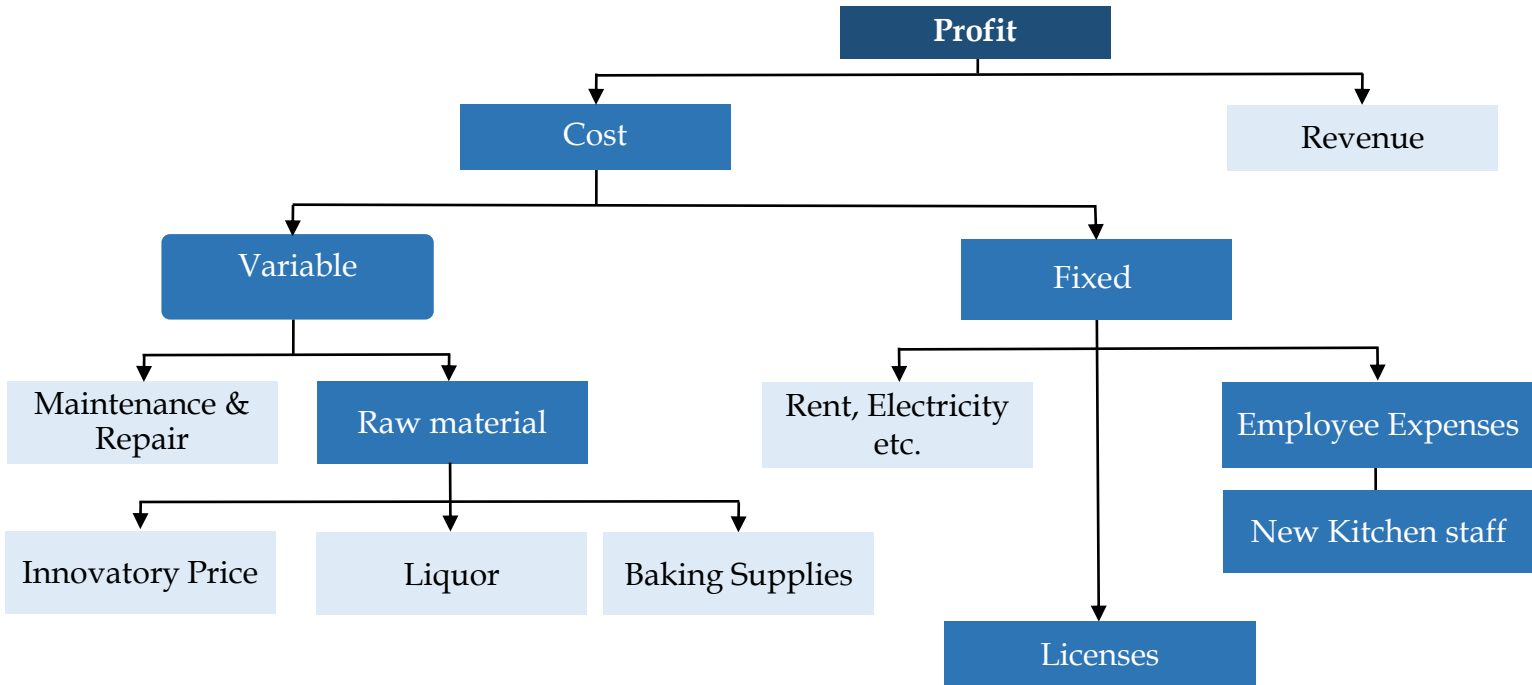 Profit
Cost
Revenue
Variable
Fixed
Maintenance &
Repair
Raw material
Rent, Electricity
etc.
Employee Expenses
New Kitchen staff
Innovatory Price
Liquor
Baking Supplies
Licenses